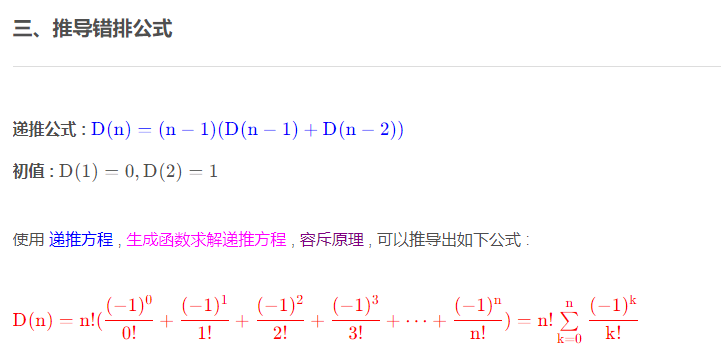 三、推导错排公式
递推公式 : D(n) = (n − 1)(D(n − 1) + D(n − 2))
初值 : D(1) = 0, D(2) = 1
使用 递推方程 , 生成函数求解递推方程 , 容斥原理 , 可以推导出如下公式 :
D(n) = n!(\frac{(−1)^0}{0!} + \frac{(−1)^1}{1!} + \frac{(−1)^2}{2!} + \frac{(−1)^3}{3!} + ⋯ + \frac{(−1)^n}{n!}) = n! \sum_{k=0}^{n} \frac{(−1)^k}{k!}